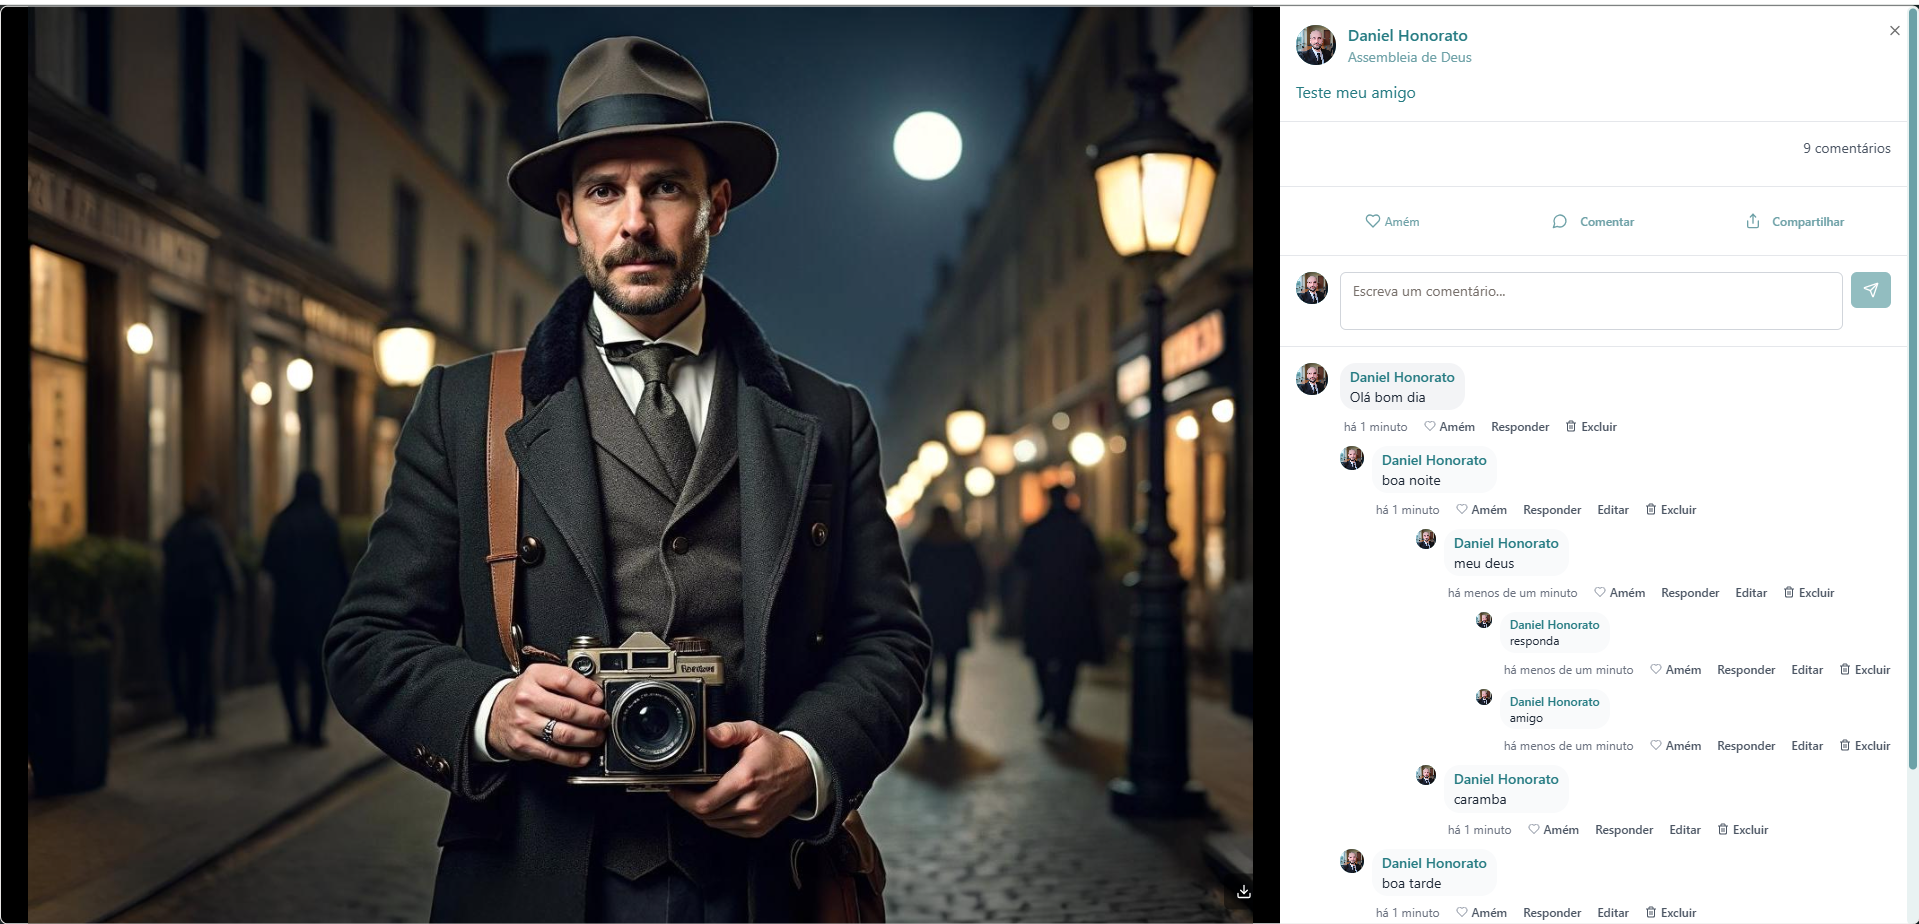 Daniel Honorato
Assembleia de Deus
Teste meu amigo
9 comentários
Amém Comentar Compartilhar
Escreva um comentário...
Daniel Honorato
Olá bom dia
há 1 minuto Amém Responder Excluir
Daniel Honorato
boa noite
há 1 minuto Amém Responder Editar Excluir
Daniel Honorato
meu deus
há menos de um minuto Amém Responder Editar Excluir
Daniel Honorato
responda
há menos de um minuto Amém Responder Editar Excluir
Daniel Honorato
amigo
há menos de um minuto Amém Responder Editar Excluir
Daniel Honorato
caramba
há 1 minuto Amém Responder Editar Excluir
Daniel Honorato
boa tarde
há 1 minuto Amém Responder Editar Excluir